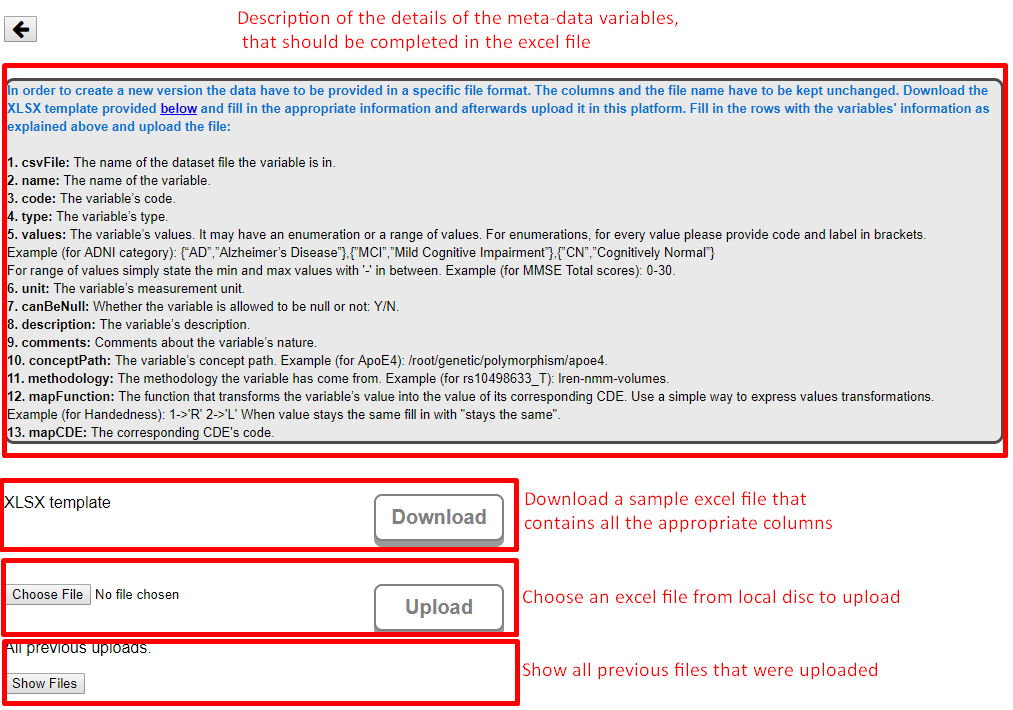 Description of the details of the meta-data variables,
that should be completed in the excel file
In order to create a new version the data have to be provided in a specific file format. The columns and the file name have to be kept unchanged. Download the
XLSX template provided below and fill in the appropriate information and afterwards upload it in this platform. Fill in the rows with the variables' information as
explained above and upload the file:
1. csvFile: The name of the dataset file the variable is in.
2. name: The name of the variable.
3. code: The variable's code.
4. type: The variable's type.
5. values: The variable's values. It may have an enumeration or a range of values. For enumerations, for every value please provide code and label in brackets.
Example (for ADNI category): {“AD”,”Alzheimer’s Disease”},{”MCI”,”Mild Cognitive Impairment”},{”CN”,”Cognitively Normal”}
For range of values simply state the min and max values with '-' in between. Example (for MMSE Total scores): 0-30.
6. unit: The variable’s measurement unit.
7. canBeNull: Whether the variable is allowed to be null or not: Y/N.
8. description: The variable’s description.
9. comments: Comments about the variable’s nature.
10. conceptPath: The variable’s concept path. Example (for ApoE4): /root/genetic/polymorphism/apoe4.
11. methodology: The methodology the variable has come from. Example (for rs10498633_T): lren-nmm-volumes.
12. mapFunction: The function that transforms the variable’s value into the value of its corresponding CDE. Use a simple way to express values transformations.
Example (for Handedness): 1->'R' 2->'L' When value stays the same fill in with "stays the same".
13. mapCDE: The corresponding CDE's code.
XLSX template
Download
Download a sample excel file that
contains all the appropriate columns
Choose File No file chosen
Upload
Choose an excel file from local disc to upload
All previous uploads.
Show Files
Show all previous files that were uploaded